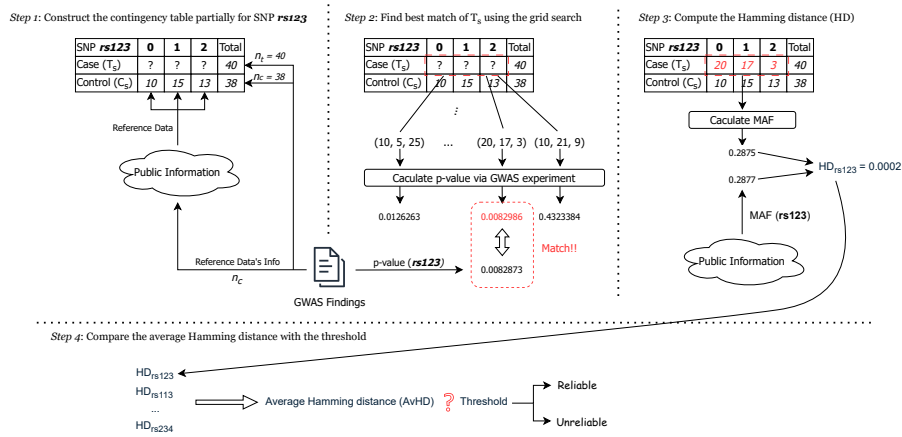 Step 1: Construct the contingency table partially for SNP rs123
SNP rs123 0 1 2 Total
Case (Ts) ? ? ? 40
Control (Cs) 10 15 13 38
nt = 40
nc = 38
Reference Data
Public Information
Reference Data's Info
nc
GWAS Findings
Step 2: Find best match of Ts using the grid search
SNP rs123 0 1 2 Total
Case (Ts) ? ? ? 40
Control (Cs) 10 15 13 38
...
(10, 5, 25) ... (20, 17, 3) (10, 21, 9)
Caculate p-value via GWAS experiment
0.0126263 0.0082986 0.4323384
Match!!
p-value (rs123)
0.0082873
Step 3: Compute the Hamming distance (HD)
SNP rs123 0 1 2 Total
Case (Ts) 20 17 3 40
Control (Cs) 10 15 13 38
Caculate MAF
0.2875
HDrs123 = 0.0002
0.2877
MAF (rs123)
Public Information
Step 4: Compare the average Hamming distance with the threshold
HDrs123
HDrs113
...
HDrs234
Average Hamming distance (AvHD) ? Threshold
Reliable
Unreliable